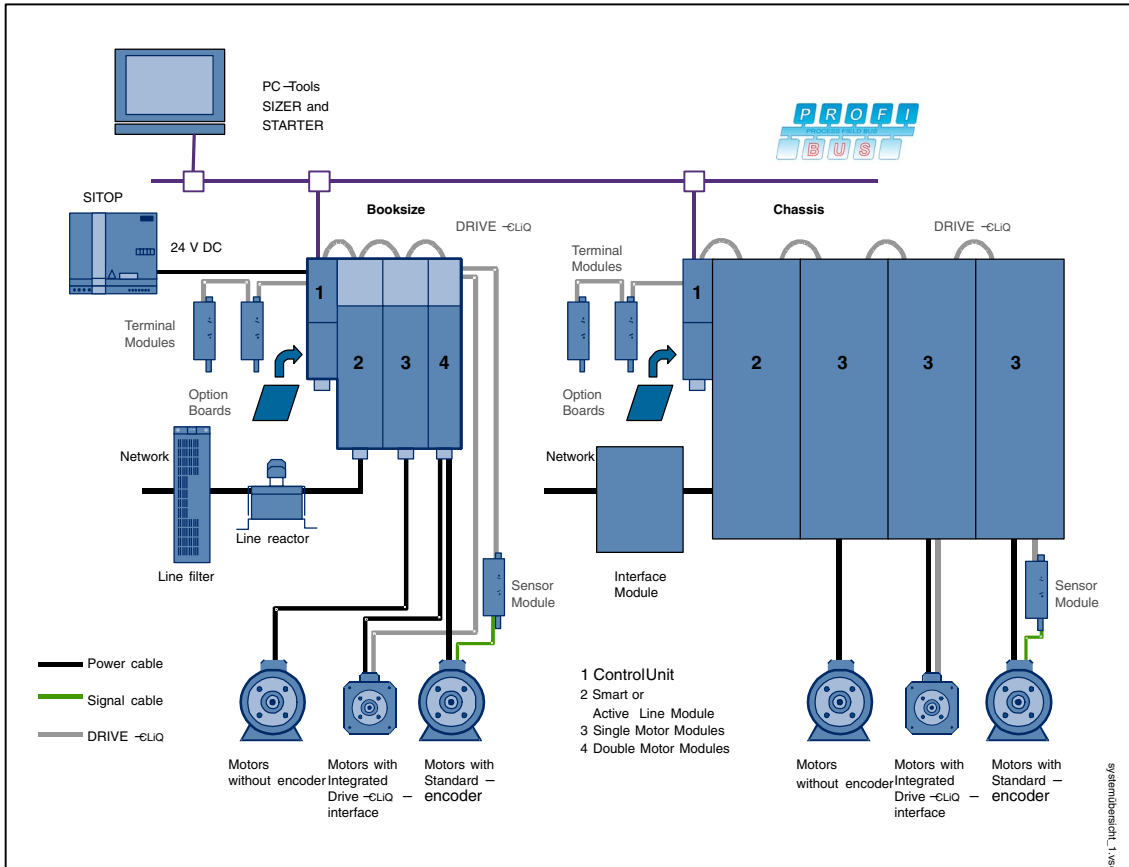 PC–Tools
SIZER and
STARTER
PROFI
PROCESS FIELD BUS
BUS
SITOP
24 V DC
Booksize
DRIVE –CLiQ
Chassis
DRIVE –CLiQ
Terminal
Modules
Terminal
Modules
1
2
3
4
1
2
3
3
3
Option
Boards
Option
Boards
Network
Line reactor
Line filter
Network
Interface
Module
Sensor
Module
Sensor
Module
Power cable
Signal cable
DRIVE –CLiQ
1 ControlUnit
2 Smart or
Active Line Module
3 Single Motor Modules
4 Double Motor Modules
Motors
without encoder
Motors with
Integrated
Drive –CLiQ –
interface
Motors with
Standard –
encoder
Motors
without encoder
Motors with
Integrated
Drive –CLiQ –
interface
Motors with
Standard –
encoder